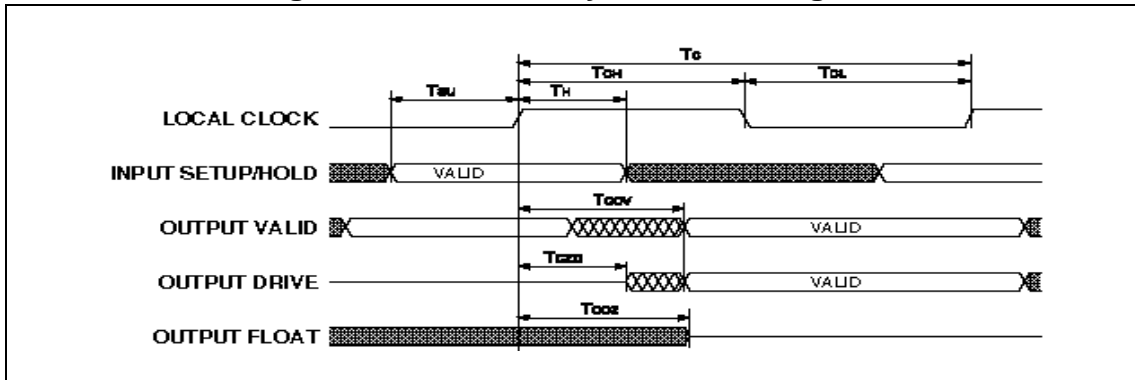 Tc
TCH TCL
TSU TH
LOCAL CLOCK
INPUT SETUP/HOLD VALID
TCOV
OUTPUT VALID VALID
TCZO
OUTPUT DRIVE VALID
TCOZ
OUTPUT FLOAT